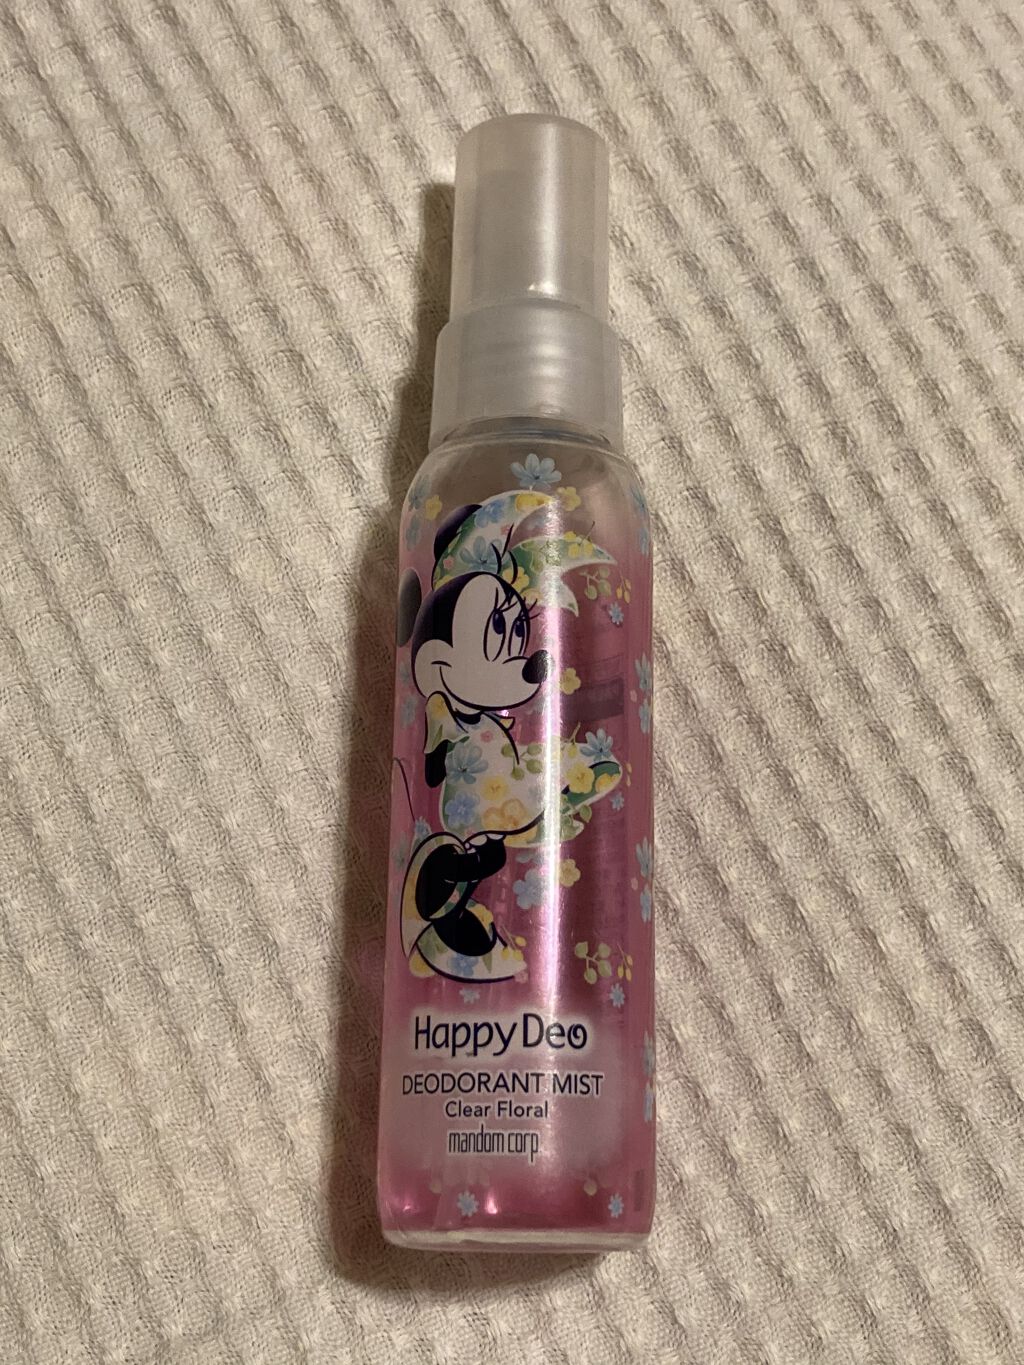 Happy Deo
DEODORANT MIST
Clear Floral
mandom corp